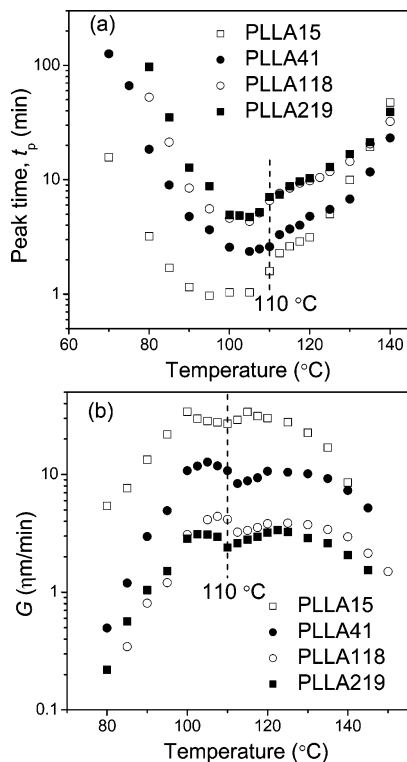 (a)
PLLA15
PLLA41
PLLA118
PLLA219
Peak time, tp (min)
100
10
1
110 °C
60 80 100 120 140
Temperature (°C)
(b)
G (ηm/min)
100
10
1
0.1
110 °C
PLLA15
PLLA41
PLLA118
PLLA219
80 100 120 140
Temperature (°C)